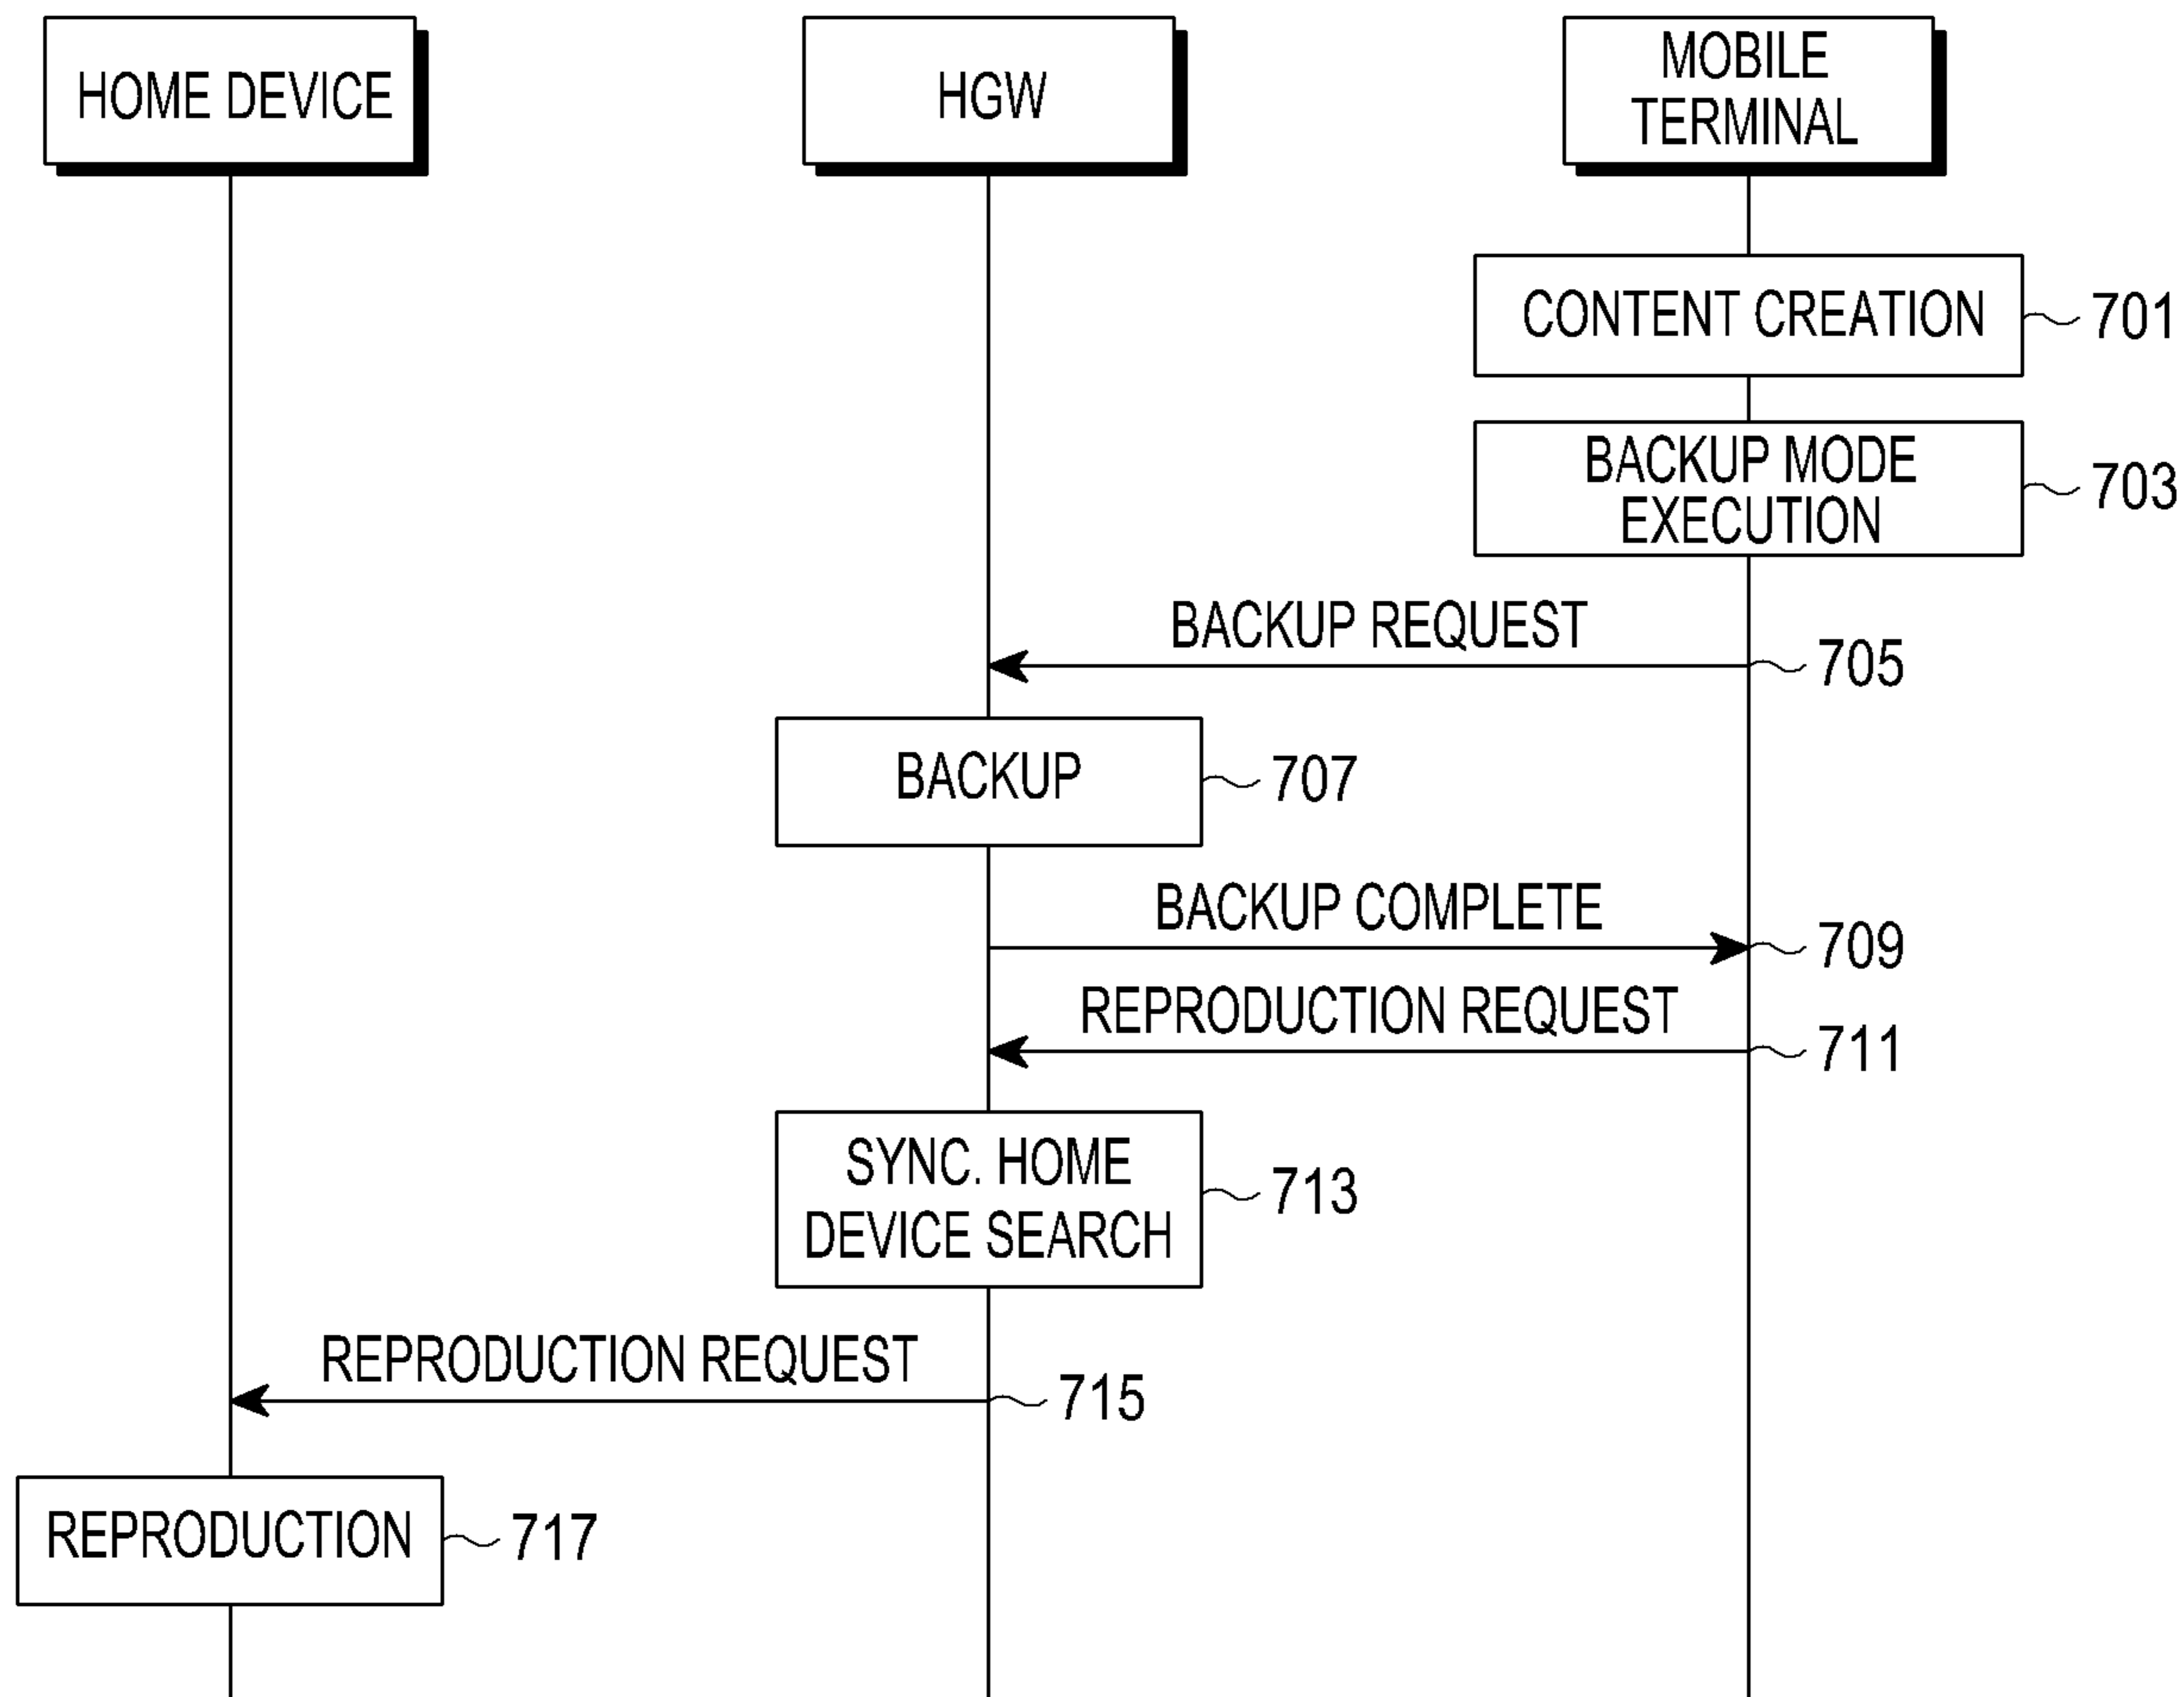 HOME DEVICE
HGW
MOBILE
TERMINAL
CONTENT CREATION
701
BACKUP MODE
EXECUTION
703
BACKUP REQUEST
705
BACKUP
707
BACKUP COMPLETE
709
REPRODUCTION REQUEST
711
SYNC. HOME
DEVICE SEARCH
713
REPRODUCTION REQUEST
715
REPRODUCTION
717